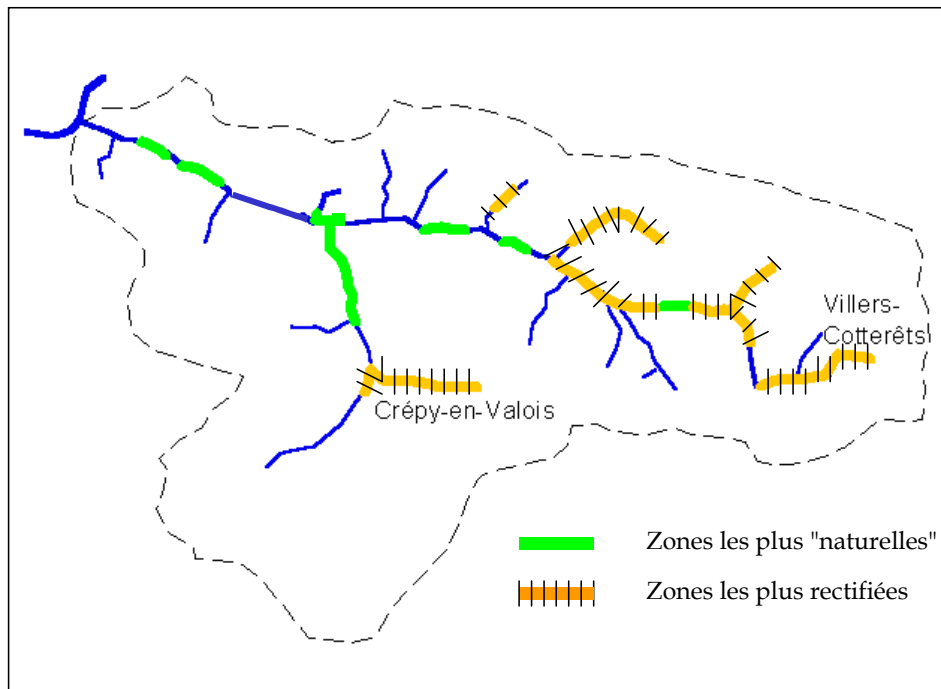 Villers-
Cotterêts
Crépy-en-Valois
Zones les plus "naturelles"
Zones les plus rectifiées